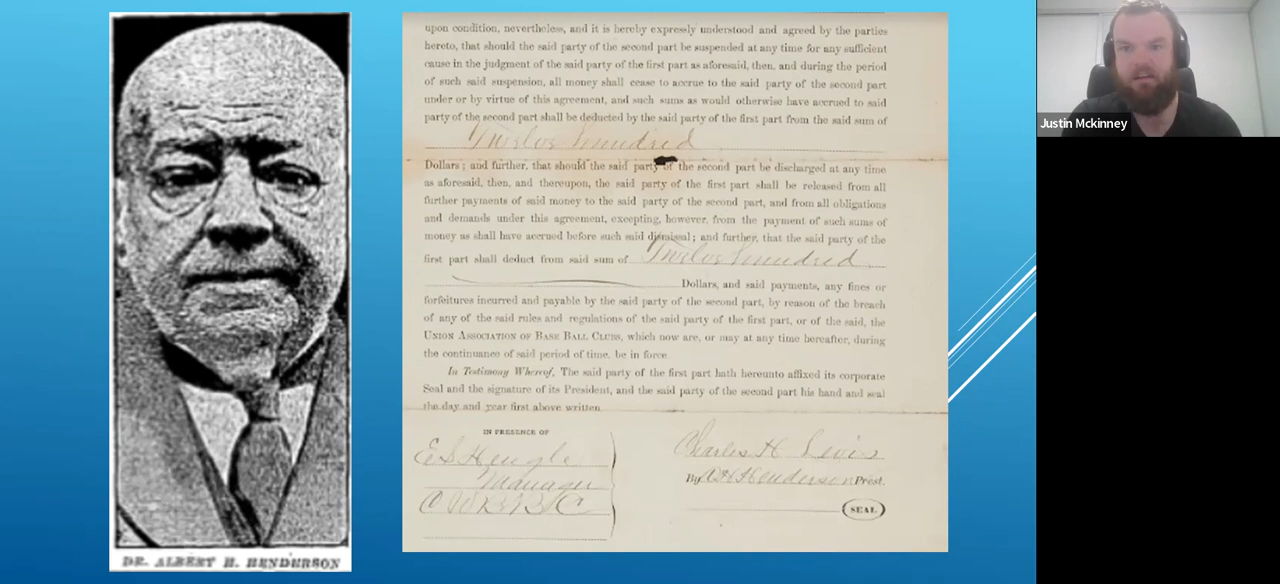 upon condition, nevertheless, and it is hereby expressly understood and agreed by the parties
hereto, that should the said party of the second part be suspended at any time for any sufficient
cause in the judgment of the said party of the first part as aforesaid, then, and during the period
of such said suspension, all money shall cease to accrue to the said party of the second part
under or by virtue of this agreement, and such sums as would otherwise have accrued to said
party of the second part shall be deducted by the said party of the first part from the said sum of
Twelve hundred
Dollars; and further, that should the said party of the second part be discharged at any time
as aforesaid, then, and thereupon, the said party of the first part shall be released from all
further payments of said money to the said party of the second part, and from all obligations
and demands under this agreement, excepting, however, from the payment of such sums of
money as shall have accrued before such said dismissal; and further, that the said party of the
first part shall deduct from said sum of Twelve hundred
Dollars, and said payments, any fines or
forfeitures incurred and payable by the said party of the second part, by reason of the breach
of any of the said rules and regulations of the said party of the first part, or of the said, the
UNION ASSOCIATION OF BASE BALL CLUBS, which now are, or may at any time hereafter, during
the continuance of said period of time, be in force.
In Testimony Whereof, The said party of the first part hath hereunto affixed its corporate
Seal and the signature of its President, and the said party of the second part his hand and seal
the day and year first above written
IN PRESENCE OF
E S Hengle
Manager
C U B B C
Charles H Levis
By A H Henderson Prest.
SEAL
DR. ALBERT H. HENDERSON
Justin Mckinney